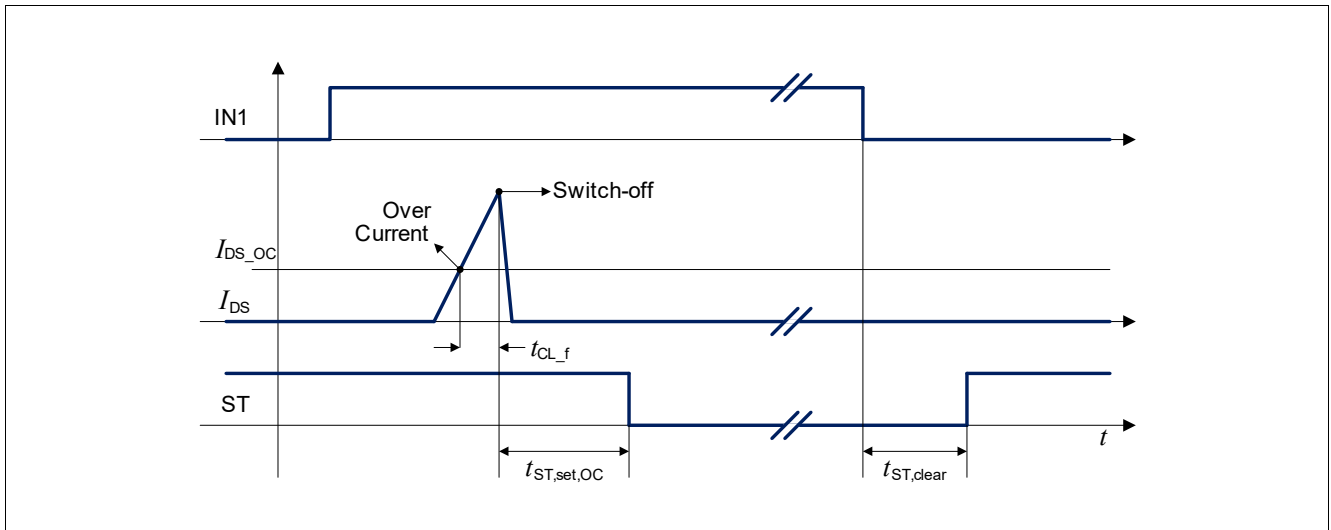 IN1
Switch-off
Over
Current
IDS_OC
IDS
tCL_f
ST
t
tST,set,OC
tST,clear